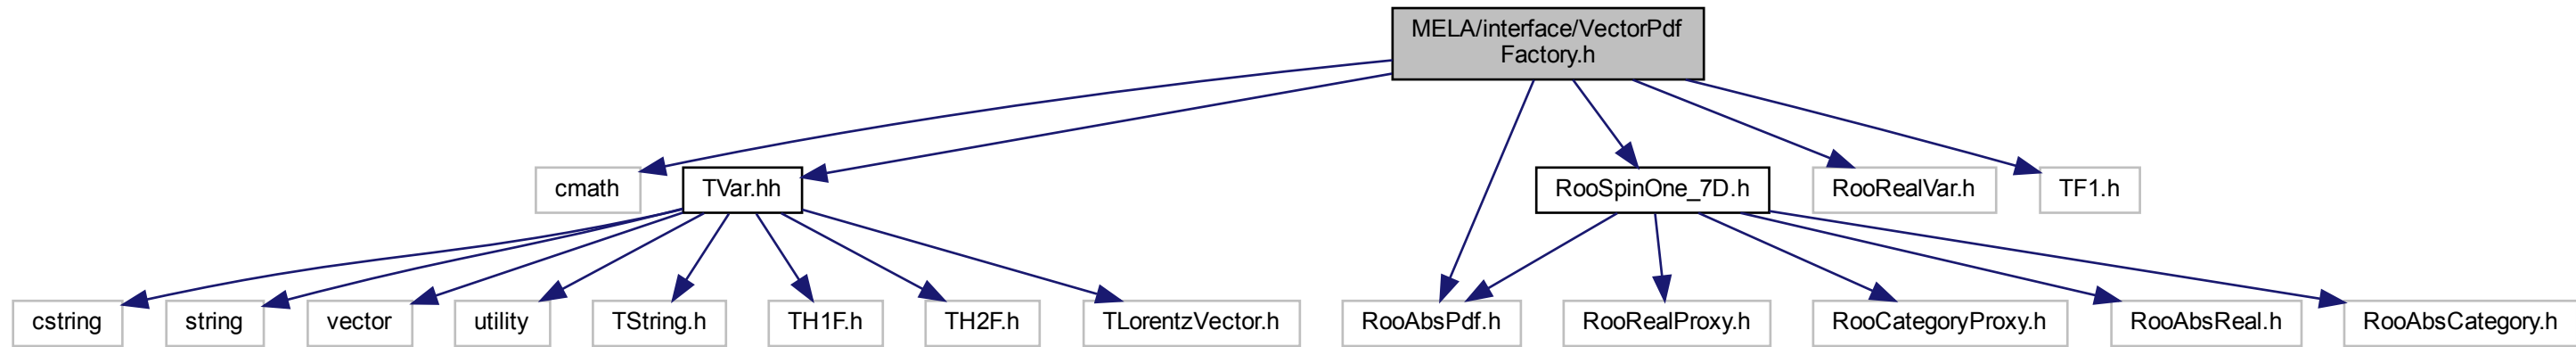 MELA/interface/VectorPdf
Factory.h
cmath
TVar.hh
RooSpinOne_7D.h
RooRealVar.h
TF1.h
cstring
string
vector
utility
TString.h
TH1F.h
TH2F.h
TLorentzVector.h
RooAbsPdf.h
RooRealProxy.h
RooCategoryProxy.h
RooAbsReal.h
RooAbsCategory.h